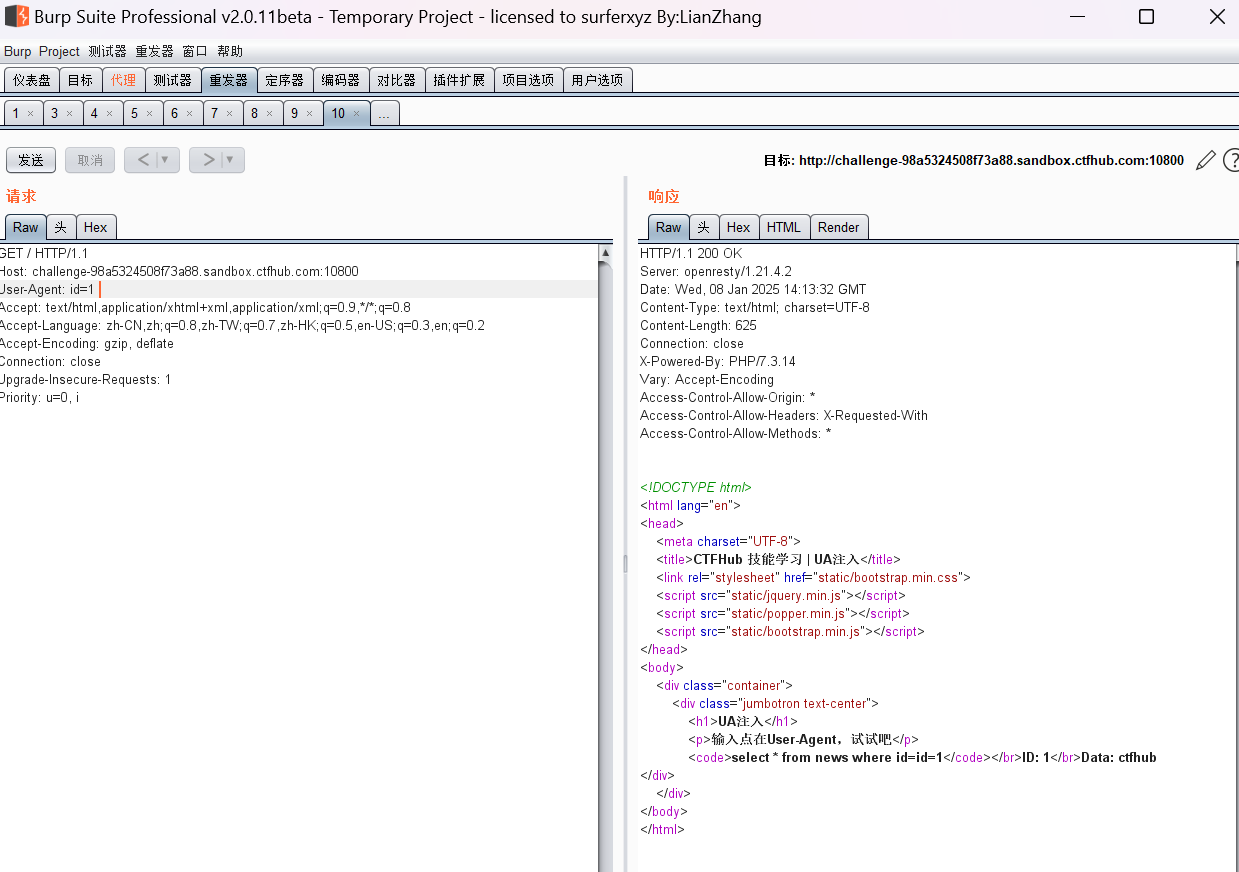 Burp Suite Professional v2.0.11beta - Temporary Project - licensed to surferxyz By:LianZhang
Burp Project 测试器 重发器 窗口 帮助
仪表盘 目标 代理 测试器 重发器 定序器 编码器 对比器 插件扩展 项目选项 用户选项
1 × 3 × 4 × 5 × 6 × 7 × 8 × 9 × 10 × ...
发送 取消 < ▼ > ▼ 目标: http://challenge-98a5324508f73a88.sandbox.ctfhub.com:10800 ?
请求
Raw 头 Hex
GET / HTTP/1.1
Host: challenge-98a5324508f73a88.sandbox.ctfhub.com:10800
User-Agent: id=1
Accept: text/html,application/xhtml+xml,application/xml;q=0.9,*/*;q=0.8
Accept-Language: zh-CN,zh;q=0.8,zh-TW;q=0.7,zh-HK;q=0.5,en-US;q=0.3,en;q=0.2
Accept-Encoding: gzip, deflate
Connection: close
Upgrade-Insecure-Requests: 1
Priority: u=0, i
响应
Raw 头 Hex HTML Render
HTTP/1.1 200 OK
Server: openresty/1.21.4.2
Date: Wed, 08 Jan 2025 14:13:32 GMT
Content-Type: text/html; charset=UTF-8
Content-Length: 625
Connection: close
X-Powered-By: PHP/7.3.14
Vary: Accept-Encoding
Access-Control-Allow-Origin: *
Access-Control-Allow-Headers: X-Requested-With
Access-Control-Allow-Methods: *
<!DOCTYPE html>
<html lang="en">
<head>
<meta charset="UTF-8">
<title>CTFHub 技能学习 | UA注入</title>
<link rel="stylesheet" href="static/bootstrap.min.css">
<script src="static/jquery.min.js"></script>
<script src="static/popper.min.js"></script>
<script src="static/bootstrap.min.js"></script>
</head>
<body>
<div class="container">
<div class="jumbotron text-center">
<h1>UA注入</h1>
<p>输入点在User-Agent，试试吧</p>
<code>select * from news where id=id=1</code></br>ID: 1</br>Data: ctfhub
</div>
</div>
</body>
</html>